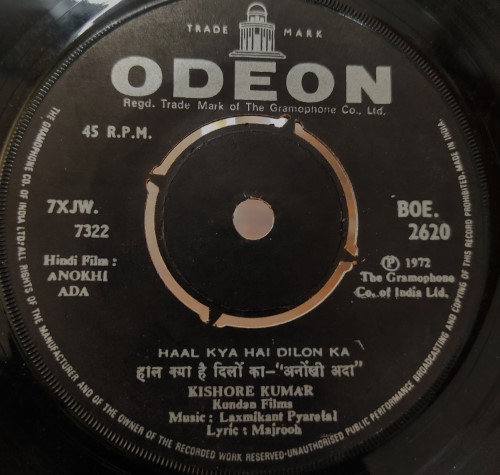 TRADE MARK
ODEON
Regd. Trade Mark of The Gramophone Co., Ltd.
45 R.P.M.
7XJW.
7322
BOE.
2620
Hindi Film :
ANOKHI
ADA
Ⓟ 1972
The Gramophone
Co. of India Ltd.
HAAL KYA HAI DILON KA
हाल क्या है दिलों का-"अनोंखी अदा"
KISHORE KUMAR
Kundan Films
Music : Laxmikant Pyarelal
Lyric : Majrooh
THE GRAMOPHONE CO. OF INDIA LTD. ALL RIGHTS OF THE MANUFACTURER AND OF THE OWNER OF THE RECORDED WORK RESERVED-UNAUTHORISED PUBLIC PERFORMANCE BROADCASTING AND COPYING OF THIS RECORD PROHIBITED. MADE IN INDIA.